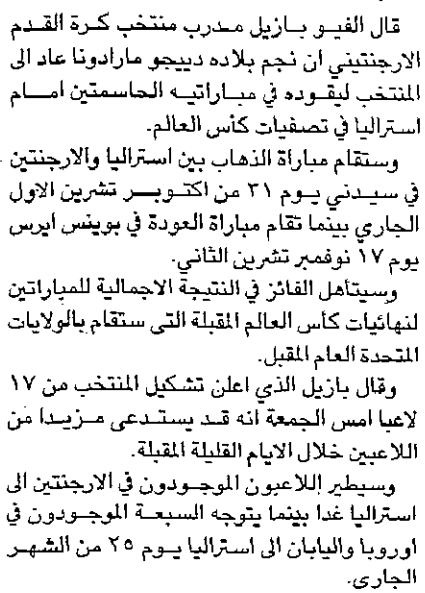 قال الفيو بازيل مدرب منتخب كرة القدم
الارجنتيني ان نجم بلاده دييجو مارادونا عاد الى
المنتخب ليقوده في مباراتيه الحاسمتين امام
استراليا في تصفيات كأس العالم.
وستقام مباراة الذهاب بين استراليا والارجنتين
في سيدني يوم ٣١ من اكتوبر تشرين الاول
الجاري بينما تقام مباراة العودة في بوينس ايرس
يوم ١٧ نوفمبر تشرين الثاني.
وسيتأهل الفائز في النتيجة الاجمالية للمباراتين
لنهائيات كأس العالم المقبلة التى ستقام بالولايات
المتحدة العام المقبل.
وقال بازيل الذي اعلن تشكيل المنتخب من ١٧
لاعبا امس الجمعة انه قد يستدعى مزيدا من
اللاعبين خلال الايام القليلة المقبلة.
وسيطير اللاعبون الموجودون في الارجنتين الى
استراليا غدا بينما يتوجه السبعة الموجودون في
اوروبا واليابان الى استراليا يوم ٢٥ من الشهر
الجاري.